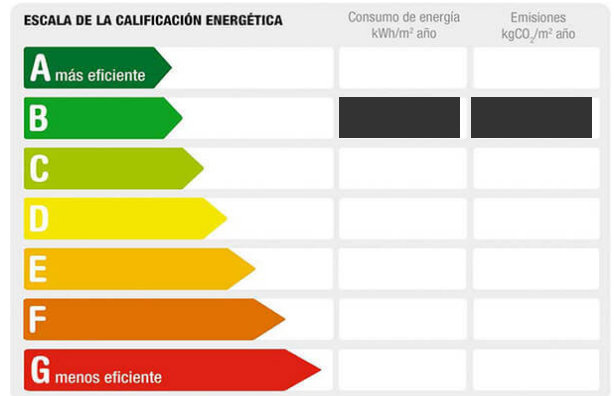 ESCALA DE LA CALIFICACIÓN ENERGÉTICA
Consumo de energía
kWh/m² año
Emisiones
kgCO₂/m² año
A más eficiente
B
C
D
E
F
G menos eficiente